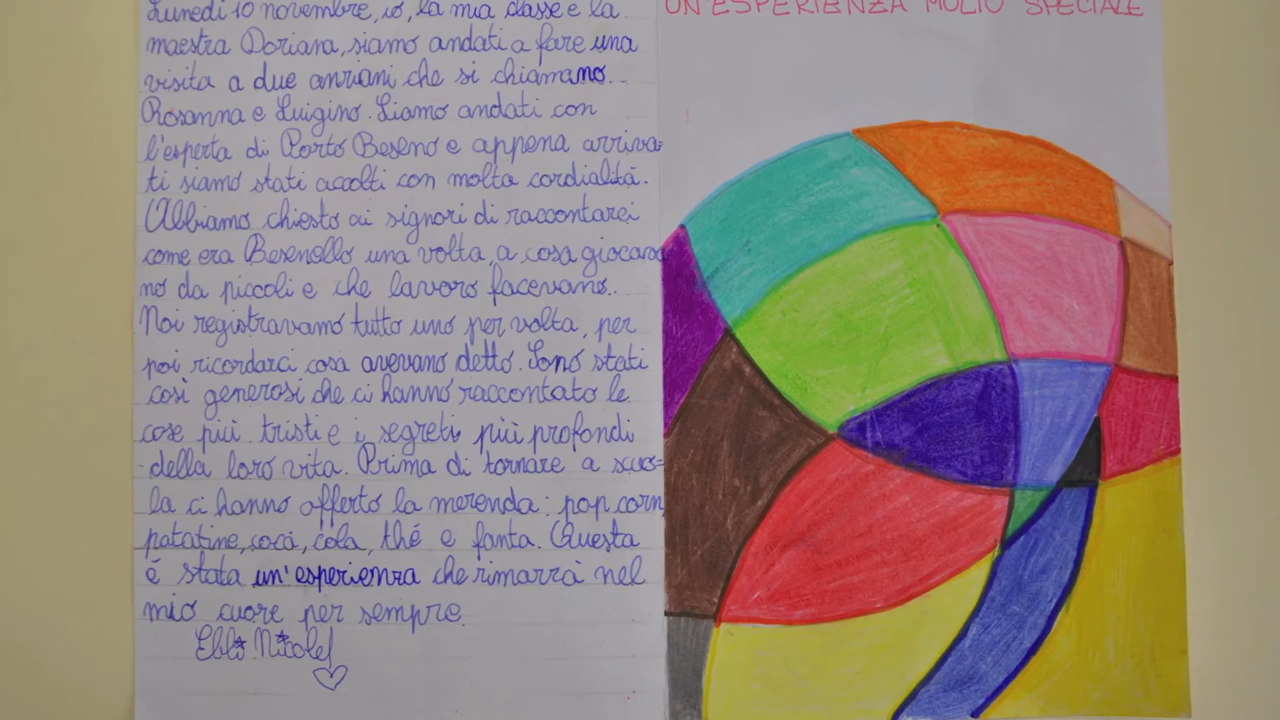 Lunedì 10 novembre, io, la mia classe e la
maestra Doriana, siamo andati a fare una
visita a due anziani che si chiamano
Rosanna e Luigino. Siamo andati con
l'esperta di Porto Beseno e appena arriva-
ti siamo stati accolti con molta cordialità.
Abbiamo chiesto ai signori di raccontarci
come era Besenello una volta, a cosa giocava
no da piccoli e che lavoro facevano.
Noi registravamo tutto uno per volta, per
poi ricordarci cosa avevano detto. Sono stati
così generosi che ci hanno raccontato le
cose più tristi e i segreti più profondi
della loro vita. Prima di tornare a scuo=
la ci hanno offerto la merenda: pop corn
patatine, coca, cola, thé e fanta. Questa
é stata un'esperienza che rimarrà nel
mio cuore per sempre.
Nicole
UN'ESPERIENZA MOLTO SPECIALE